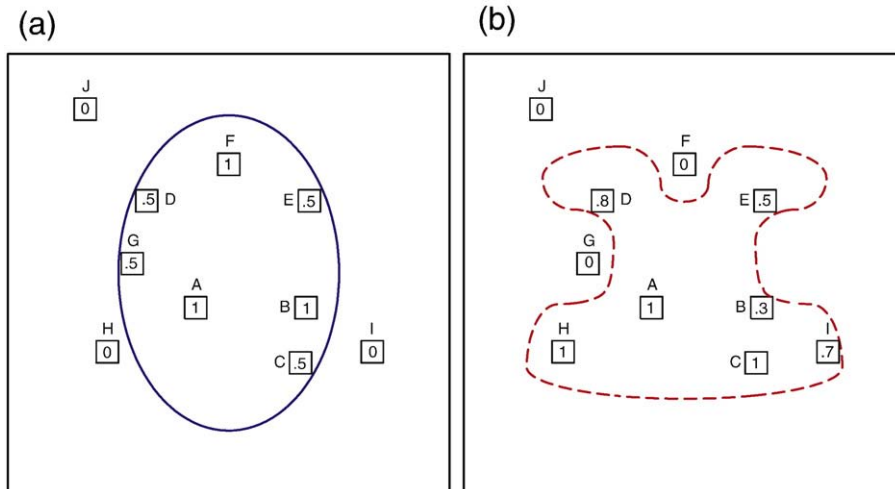 (a) (b)
J J
0 0
F F
1 0
.5 D E .5 .8 D E .5
G G
.5 0
A A
1 B 1 1 B .3
H I H I
0 0 1 .7
C .5 C 1